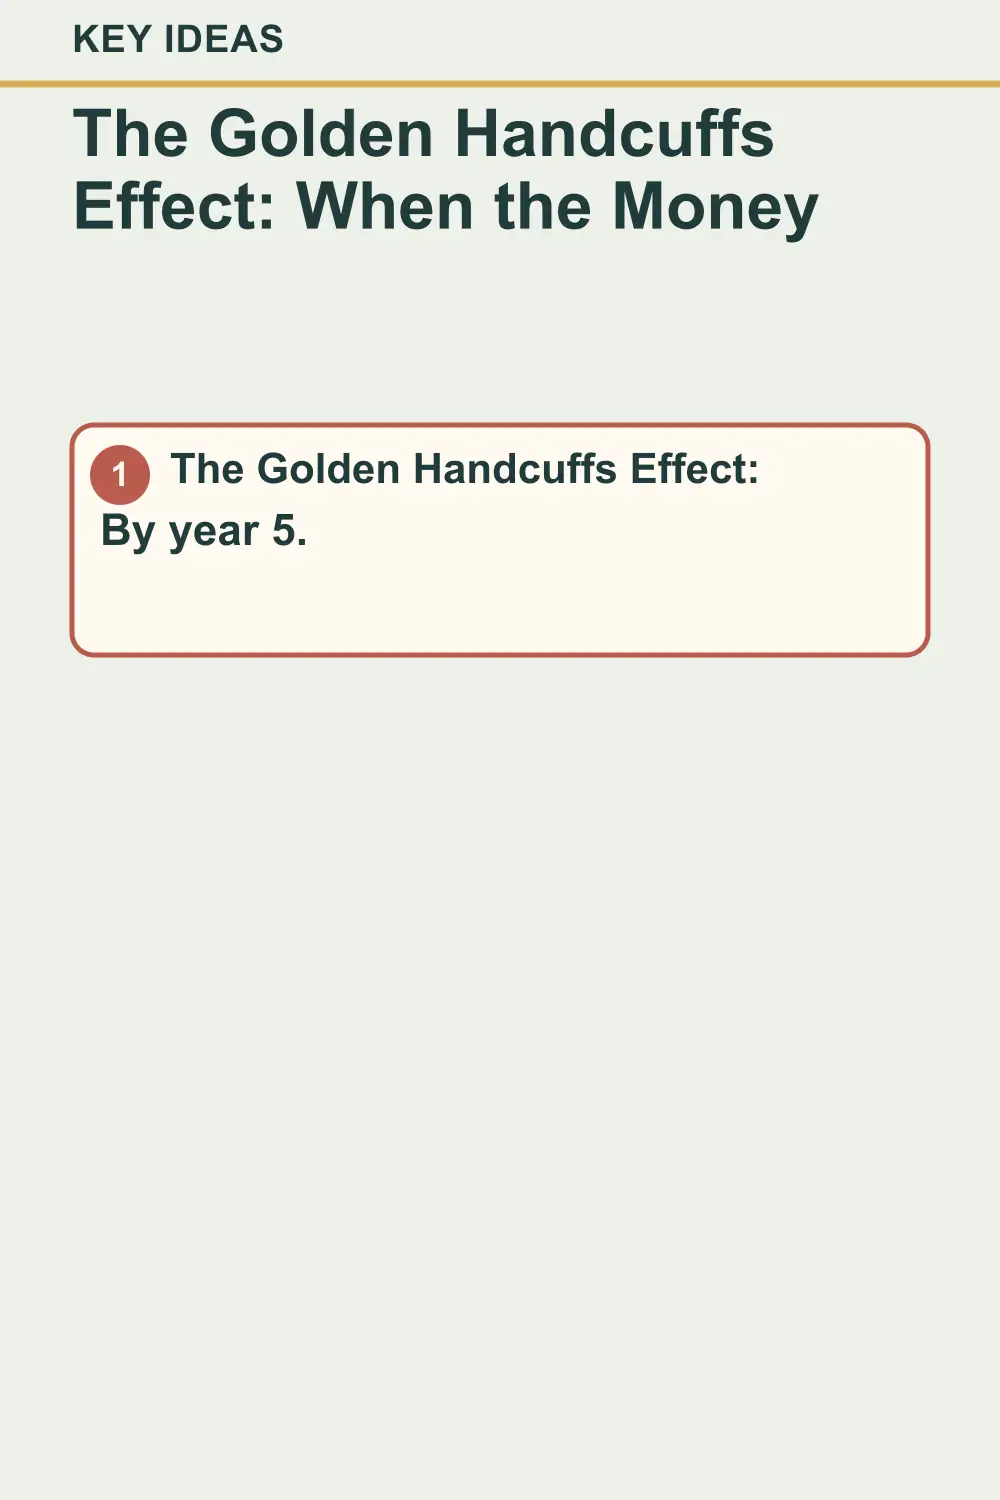 KEY IDEAS
The Golden Handcuffs
Effect: When the Money
1 The Golden Handcuffs Effect:
By year 5.